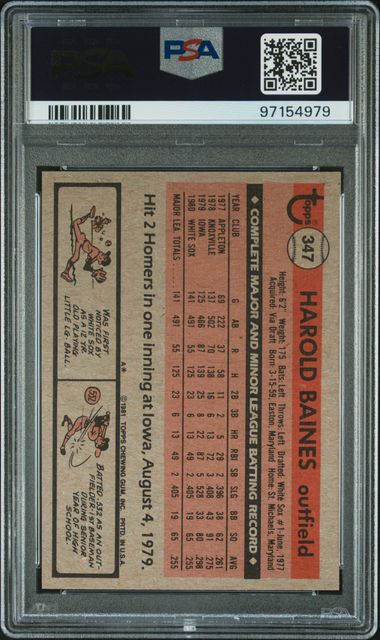 PSA
PSA
97154979
Topps
347
HAROLD BAINES outfield
Height: 6'2" Weight: 175 Bats: Left Throws: Left Drafted: White Sox #1-June, 1977
Acquired: Via Draft Born: 3-15-59, Easton, Maryland Home: St. Michaels, Maryland
◆ COMPLETE MAJOR AND MINOR LEAGUE BATTING RECORD ◆
YEAR CLUB G AB R H 2B 3B HR RBI SB SLG BB SO AVG
1977 APPLETON 69 222 37 58 11 2 5 29 2 .396 38 62 .261
1978 KNOXVILLE 137 502 70 138 16 6 13 72 3 .408 43 91 .275
1979 IOWA 125 466 87 139 25 8 22 87 5 .528 33 80 .298
1980 WHITE SOX 141 491 55 125 23 6 13 49 2 .405 19 65 .255
MAJOR LEA. TOTALS 141 491 55 125 23 6 13 49 2 .405 19 65 .255
Hit 2 Homers in one inning at Iowa, August 4, 1979.
A* ©1981 TOPPS CHEWING GUM, INC. PRTD. IN U.S.A.
WAS FIRST
NOTICED BY
WHITE SOX
AS A 12 YR
OLD PLAYING
LITTLE LG. BALL.
BATTED .532 AS AN OUT-
FIELDER-1ST BASEMAN
DURING SENIOR
YEAR OF HIGH
SCHOOL.